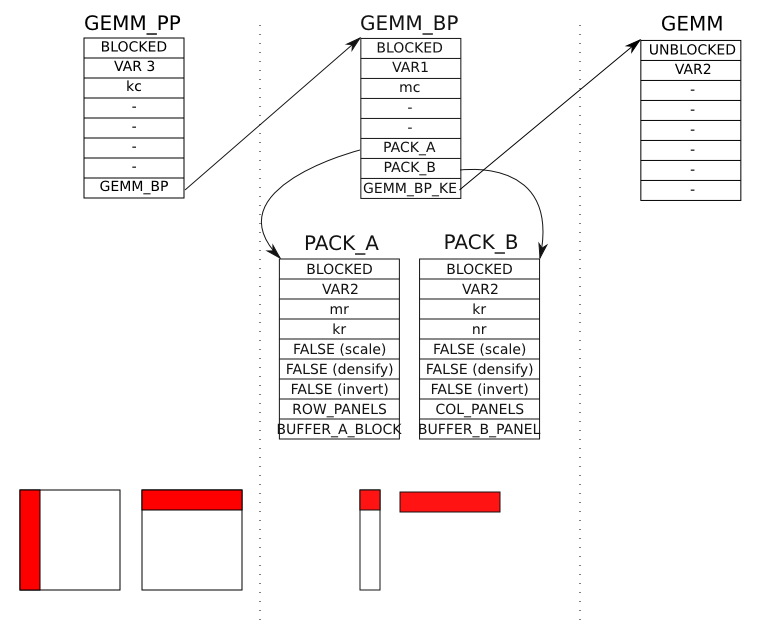 GEMM_PP
BLOCKED
VAR 3
kc
-
-
-
-
GEMM_BP
GEMM_BP
BLOCKED
VAR1
mc
-
-
PACK_A
PACK_B
GEMM_BP_KE
GEMM
UNBLOCKED
VAR2
-
-
-
-
-
-
PACK_A
BLOCKED
VAR2
mr
kr
FALSE (scale)
FALSE (densify)
FALSE (invert)
ROW_PANELS
BUFFER_A_BLOCK
PACK_B
BLOCKED
VAR2
kr
nr
FALSE (scale)
FALSE (densify)
FALSE (invert)
COL_PANELS
BUFFER_B_PANEL